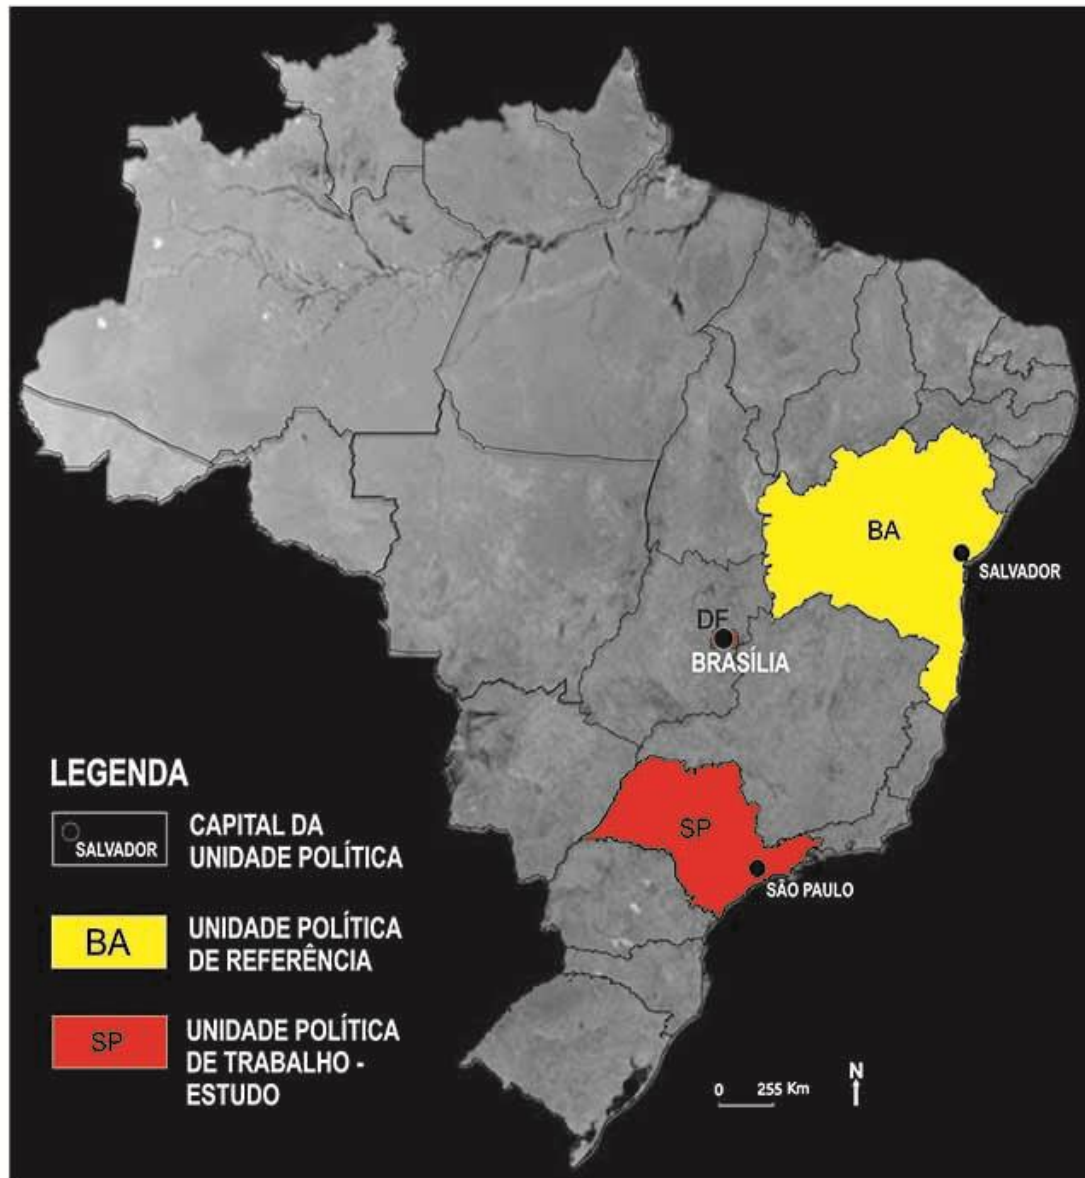 BA
SALVADOR
DF
BRASÍLIA
SP
SÃO PAULO
LEGENDA
SALVADOR
CAPITAL DA
UNIDADE POLÍTICA
BA
UNIDADE POLÍTICA
DE REFERÊNCIA
SP
UNIDADE POLÍTICA
DE TRABALHO -
ESTUDO
0 255 Km
N